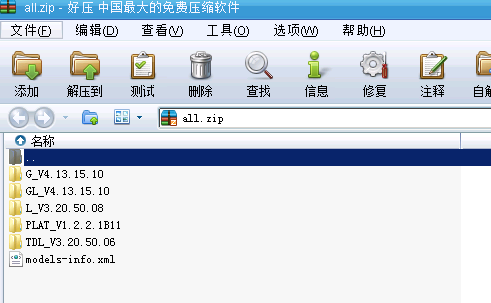 all.zip - 好压 中国最大的免费压缩软件
文件(F) 编辑(D) 查看(V) 工具(O) 选项(W) 帮助(H)
添加 解压到 测试 删除 查找 信息 修复 注释 自解
all.zip
名称
..
G_V4.13.15.10
GL_V4.13.15.10
L_V3.20.50.08
PLAT_V1.2.2.1B11
TDL_V3.20.50.06
models-info.xml